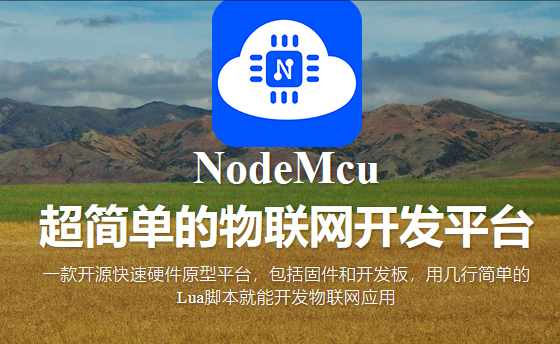 N
NodeMcu
超简单的物联网开发平台
一款开源快速硬件原型平台，包括固件和开发板，用几行简单的
Lua脚本就能开发物联网应用